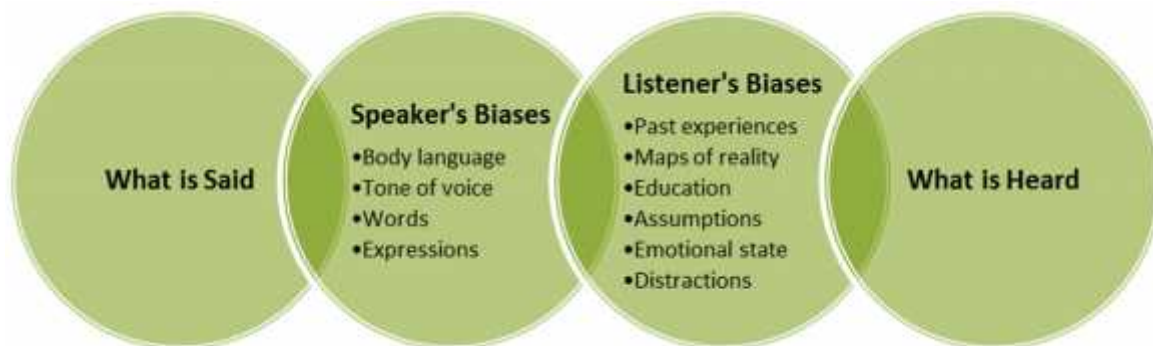 What is Said
Speaker's Biases
•Body language
•Tone of voice
•Words
•Expressions
Listener's Biases
•Past experiences
•Maps of reality
•Education
•Assumptions
•Emotional state
•Distractions
What is Heard